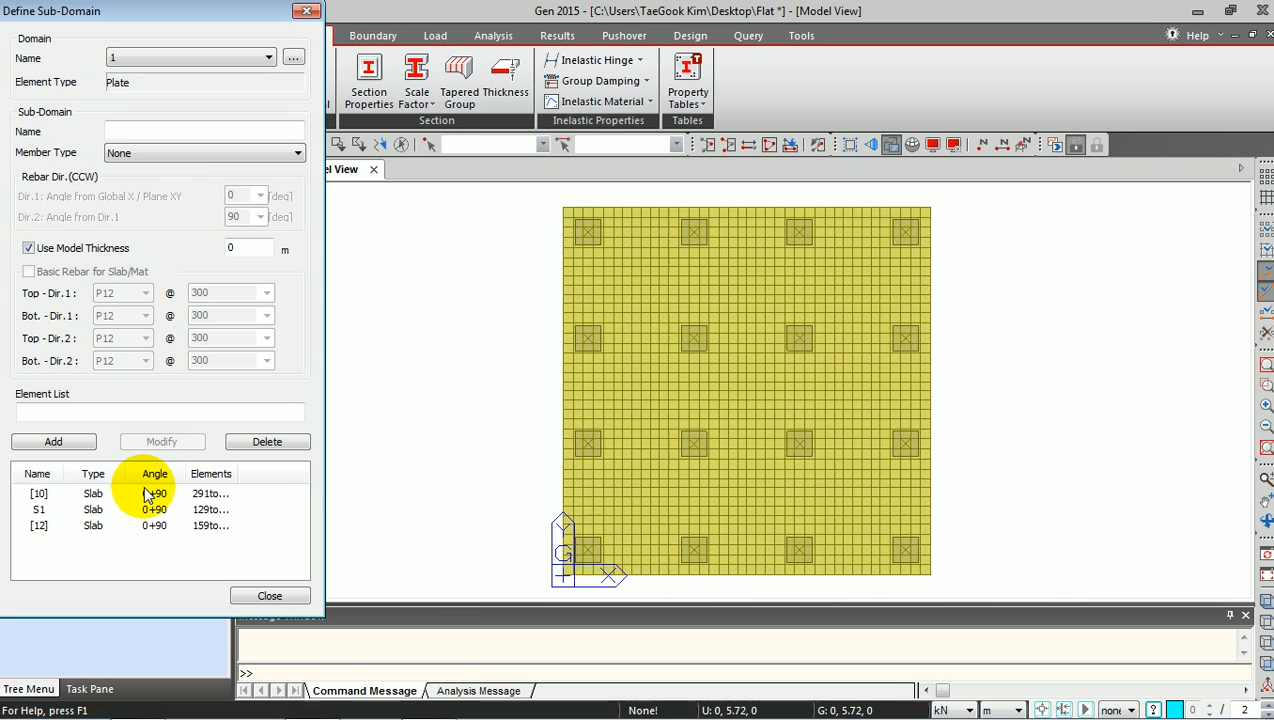 Define Sub-Domain
Gen 2015 - [C:\Users\TaeGook Kim\Desktop\Flat *] - [Model View]
Boundary Load Analysis Results Pushover Design Query Tools Help
Domain
Name 1 ...
Element Type Plate
Sub-Domain
Name
Member Type None
Rebar Dir.(CCW)
Dir.1: Angle from Global X / Plane XY 0 [deg]
Dir.2: Angle from Dir.1 90 [deg]
Use Model Thickness 0 m
Basic Rebar for Slab/Mat
Top - Dir.1 : P12 @ 300
Bot. - Dir.1 : P12 @ 300
Top - Dir.2 : P12 @ 300
Bot. - Dir.2 : P12 @ 300
Element List
Add Modify Delete
Name Type Angle Elements
[10] Slab 0+90 291to...
S1 Slab 0+90 129to...
[12] Slab 0+90 159to...
Close
Section Properties
Scale Factor
Tapered Group
Thickness
Section
Inelastic Hinge
Group Damping
Inelastic Material
Inelastic Properties
Property Tables
Tables
G
Y
X
>>
Command Message Analysis Message
Tree Menu Task Pane
For Help, press F1 None! U: 0, 5.72, 0 G: 0, 5.72, 0 kN m none 0 / 2